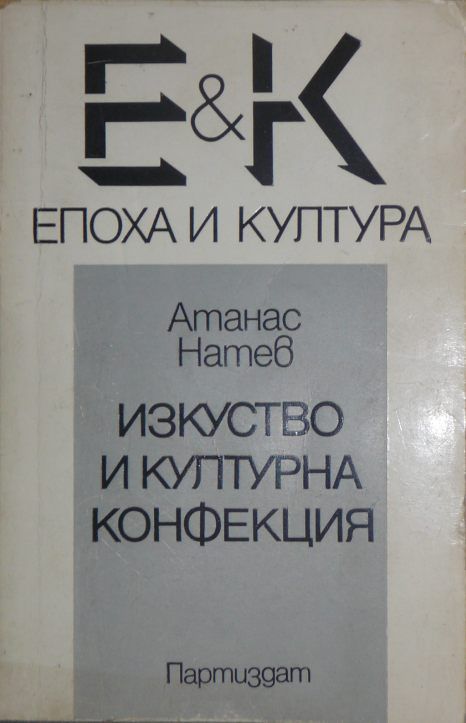 Е&К
ЕПОХА И КУЛТУРА
Атанас
Натев
ИЗКУСТВО
И КУЛТУРНА
КОНФЕКЦИЯ
Партиздат